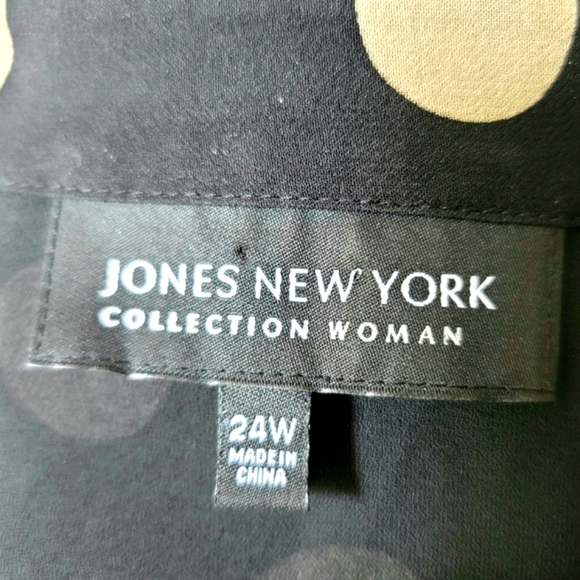 JONES NEW YORK
COLLECTION WOMAN
24W
MADE IN
CHINA